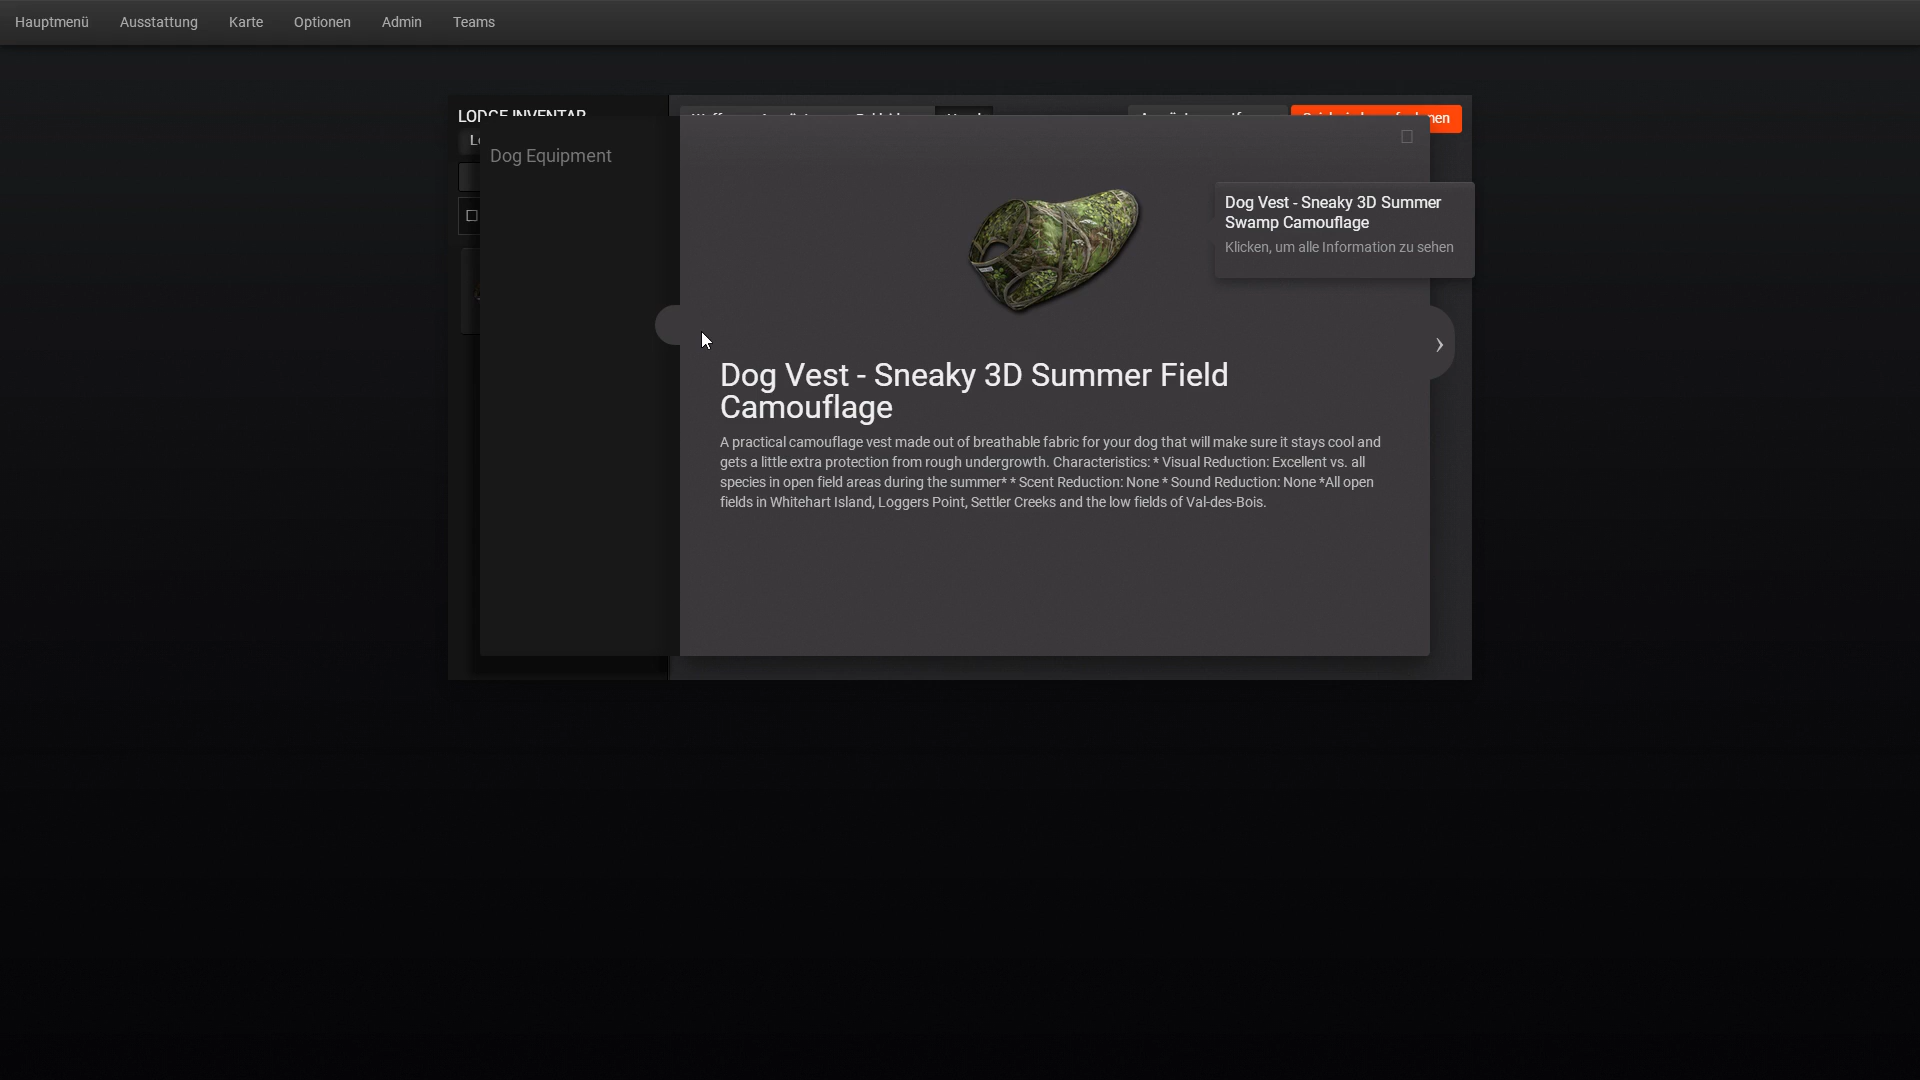 Hauptmenü Ausstattung Karte Optionen Admin Teams
LODGE INVENTAR
Dog Equipment
Dog Vest - Sneaky 3D Summer
Swamp Camouflage
Klicken, um alle Information zu sehen
Dog Vest - Sneaky 3D Summer Field
Camouflage
A practical camouflage vest made out of breathable fabric for your dog that will make sure it stays cool and
gets a little extra protection from rough undergrowth. Characteristics: * Visual Reduction: Excellent vs. all
species in open field areas during the summer* * Scent Reduction: None * Sound Reduction: None *All open
fields in Whitehart Island, Loggers Point, Settler Creeks and the low fields of Val-des-Bois.